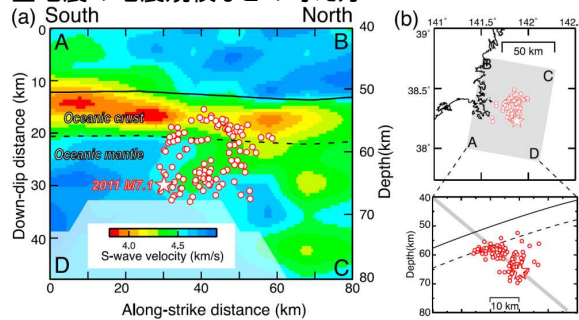 (a) South North
A B
0
10
20
30
40
40
50
60
70
80
Down-dip distance (km)
Depth(km)
Oceanic crust
Oceanic mantle
2011 M7.1
4.0 4.5
S-wave velocity (km/s)
D C
0 20 40 60 80
Along-strike distance (km)
(b)
141° 141.5° 142° 142.
39°
38.5°
38°
50 km
B
C
A
D
40
50
60
70
80
Depth(km)
10 km